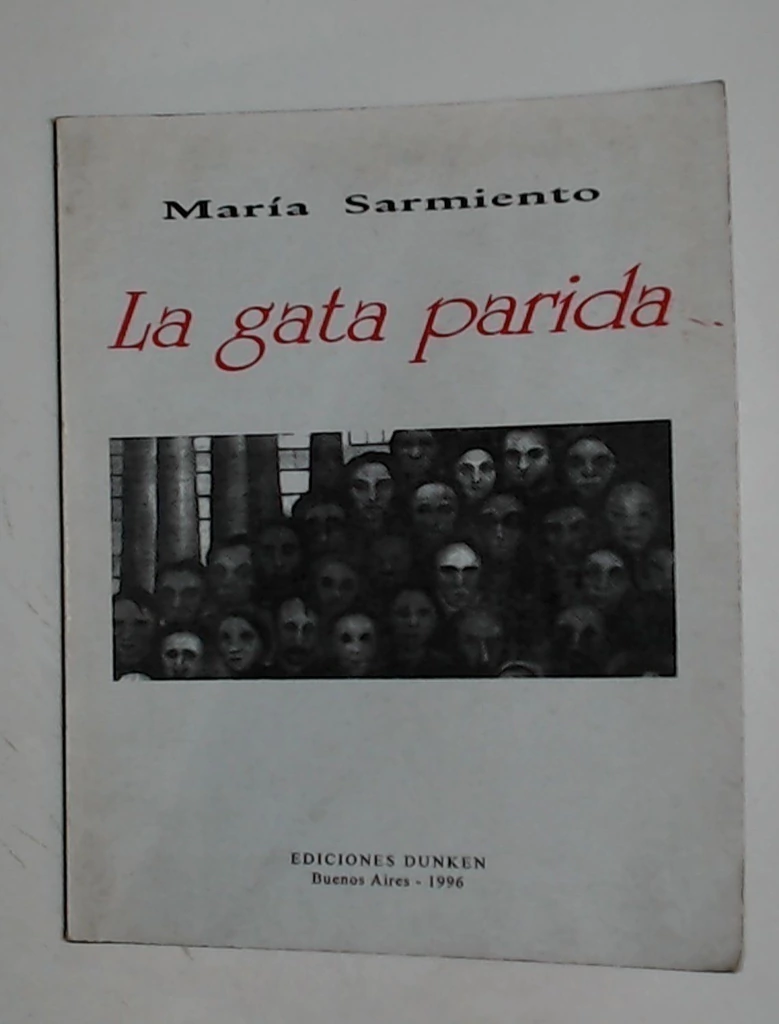 María Sarmiento
La gata parida
EDICIONES DUNKEN
Buenos Aires - 1996